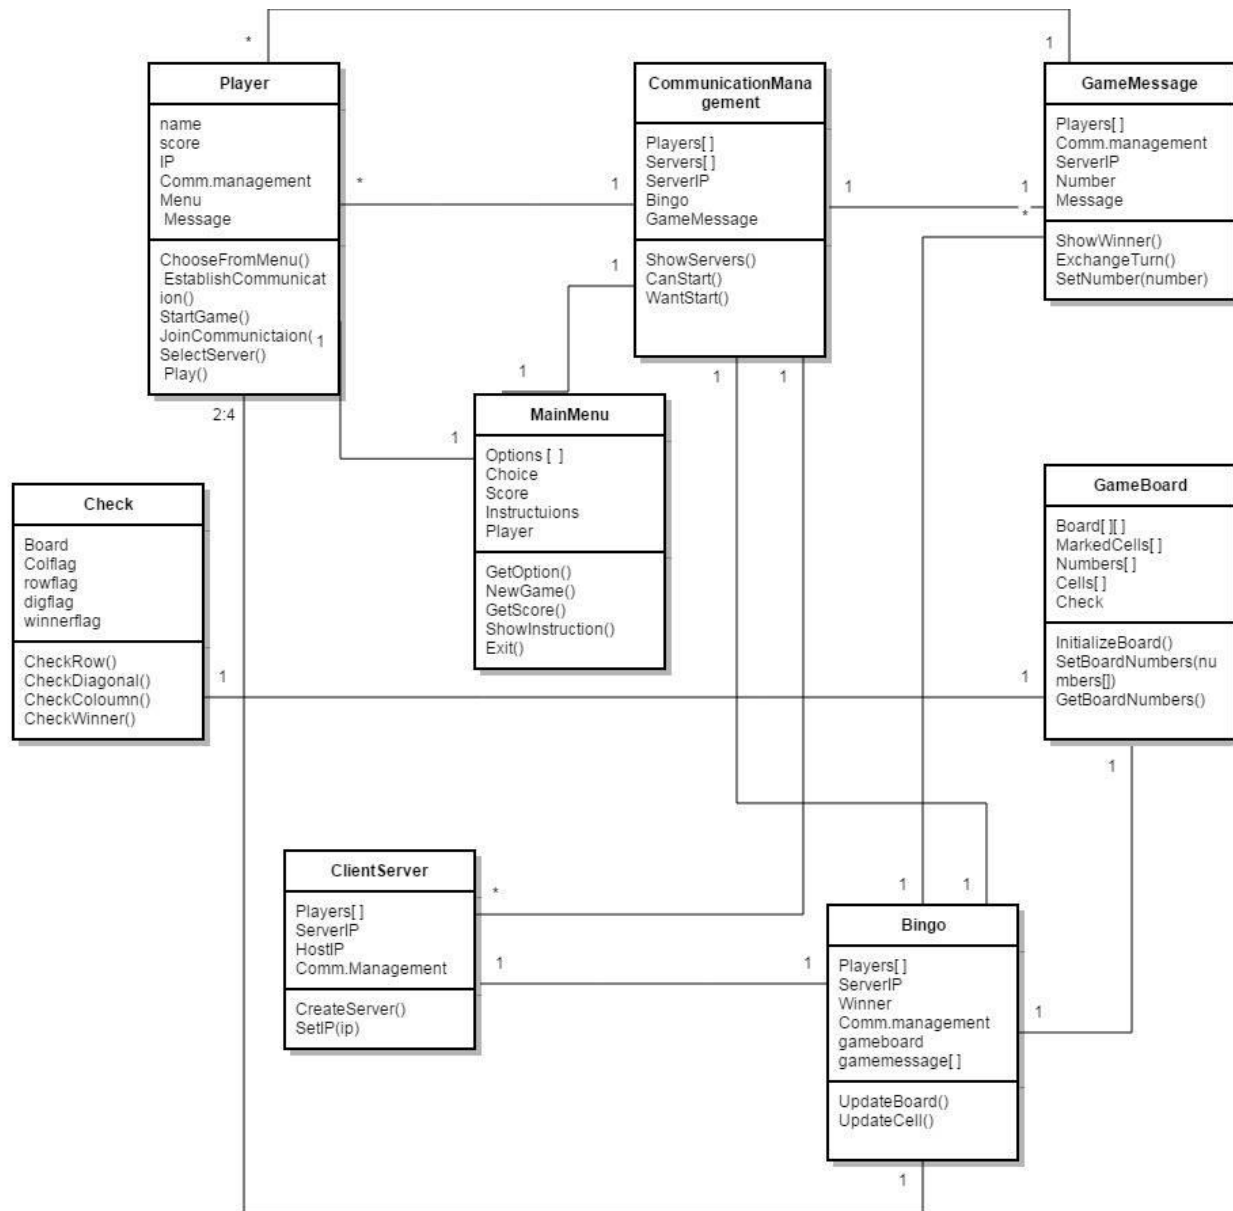 *
1
Player
name
score
IP
Comm.management
Menu
Message
ChooseFromMenu()
EstablishCommunicat
ion()
StartGame()
JoinCommunictaion(
SelectServer()
Play()
*
1
1
2:4
CommunicationMana
gement
Players[ ]
Servers[ ]
ServerIP
Bingo
GameMessage
ShowServers()
CanStart()
WantStart()
1
1
1
*
1
1
GameMessage
Players[ ]
Comm.management
ServerIP
Number
Message
ShowWinner()
ExchangeTurn()
SetNumber(number)
1
1
MainMenu
Options [ ]
Choice
Score
Instructuions
Player
GetOption()
NewGame()
GetScore()
ShowInstruction()
Exit()
Check
Board
Colflag
rowflag
digflag
winnerflag
CheckRow()
CheckDiagonal()
CheckColoumn()
CheckWinner()
1
1
GameBoard
Board[ ][ ]
MarkedCells[ ]
Numbers[ ]
Cells[ ]
Check
InitializeBoard()
SetBoardNumbers(nu
mbers[])
GetBoardNumbers()
1
ClientServer
Players[ ]
ServerIP
HostIP
Comm.Management
CreateServer()
SetIP(ip)
*
1
1
1
1
Bingo
Players[ ]
ServerIP
Winner
Comm.management
gameboard
gamemessage[ ]
UpdateBoard()
UpdateCell()
1
1